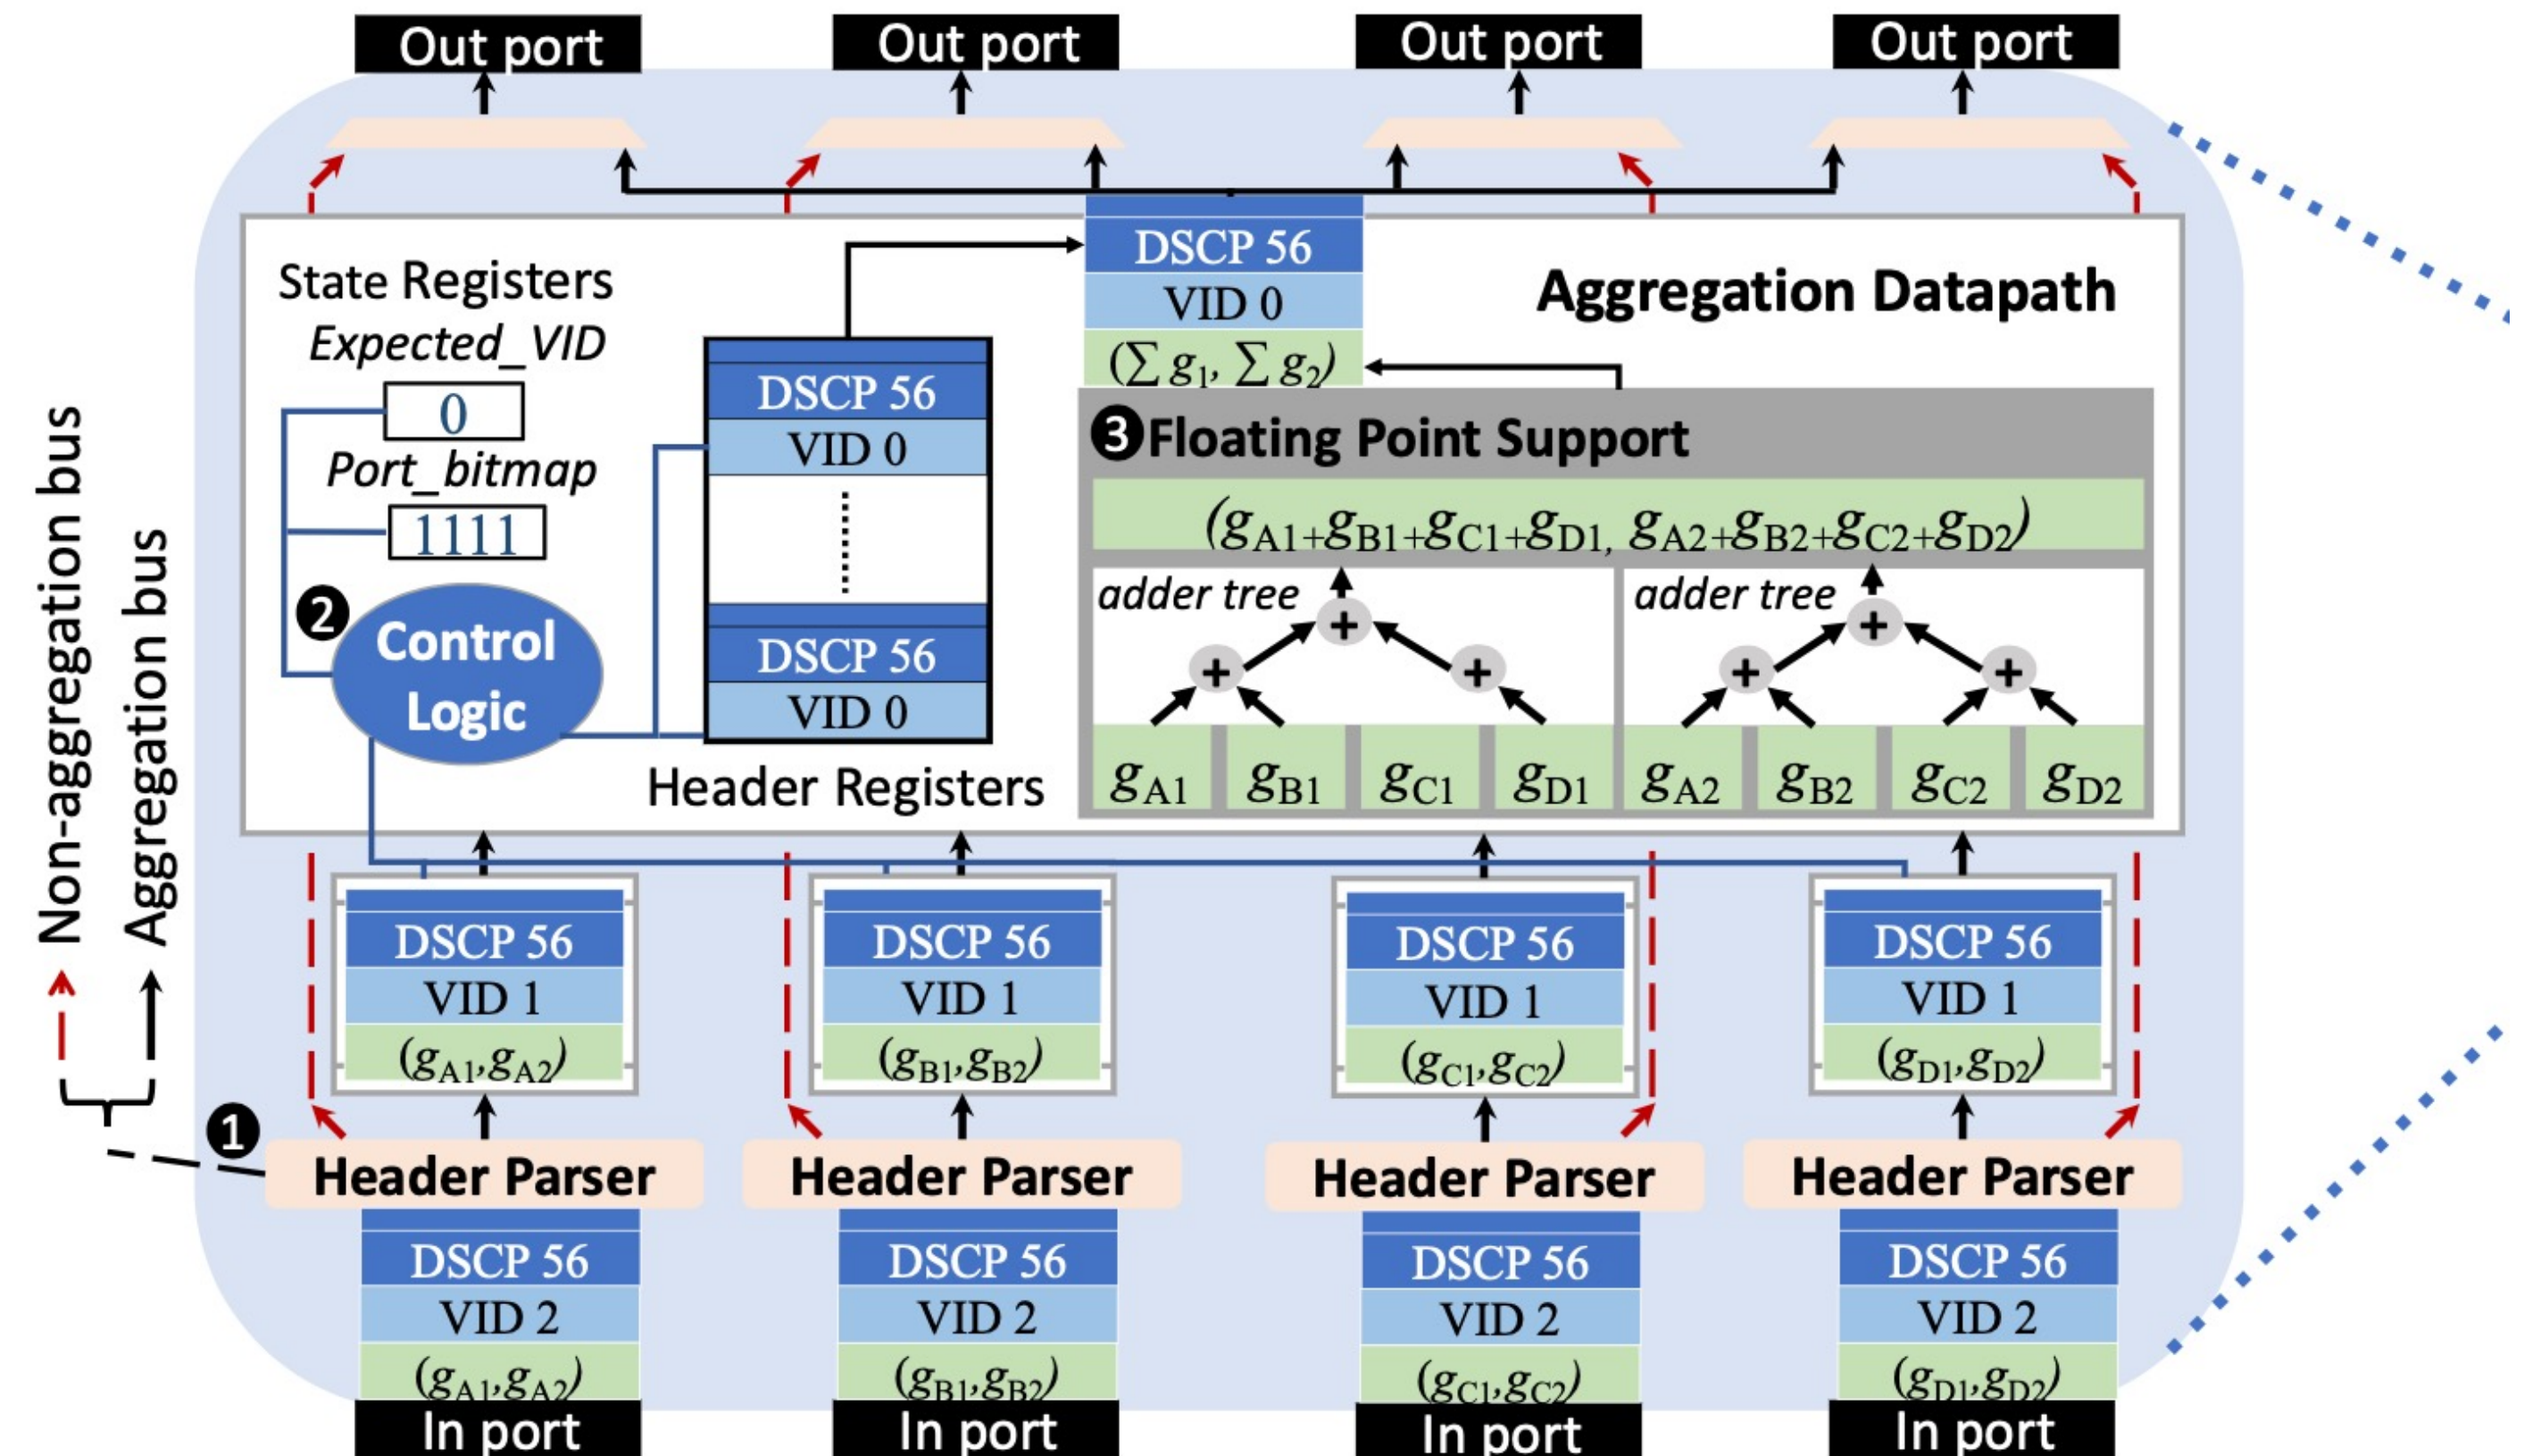 Out port
Out port
Out port
Out port
State Registers
Expected_VID
0
Port_bitmap
1111
2
Control
Logic
DSCP 56
VID 0
DSCP 56
VID 0
Header Registers
DSCP 56
VID 0
(∑ g1, ∑ g2)
Aggregation Datapath
3 Floating Point Support
(gA1+gB1+gC1+gD1, gA2+gB2+gC2+gD2)
adder tree
+
+
+
adder tree
+
+
+
gA1
gB1
gC1
gD1
gA2
gB2
gC2
gD2
Non-aggregation bus
Aggregation bus
DSCP 56
VID 1
(gA1,gA2)
DSCP 56
VID 1
(gB1,gB2)
DSCP 56
VID 1
(gC1,gC2)
DSCP 56
VID 1
(gD1,gD2)
1
Header Parser
Header Parser
Header Parser
Header Parser
DSCP 56
VID 2
(gA1,gA2)
In port
DSCP 56
VID 2
(gB1,gB2)
In port
DSCP 56
VID 2
(gC1,gC2)
In port
DSCP 56
VID 2
(gD1,gD2)
In port